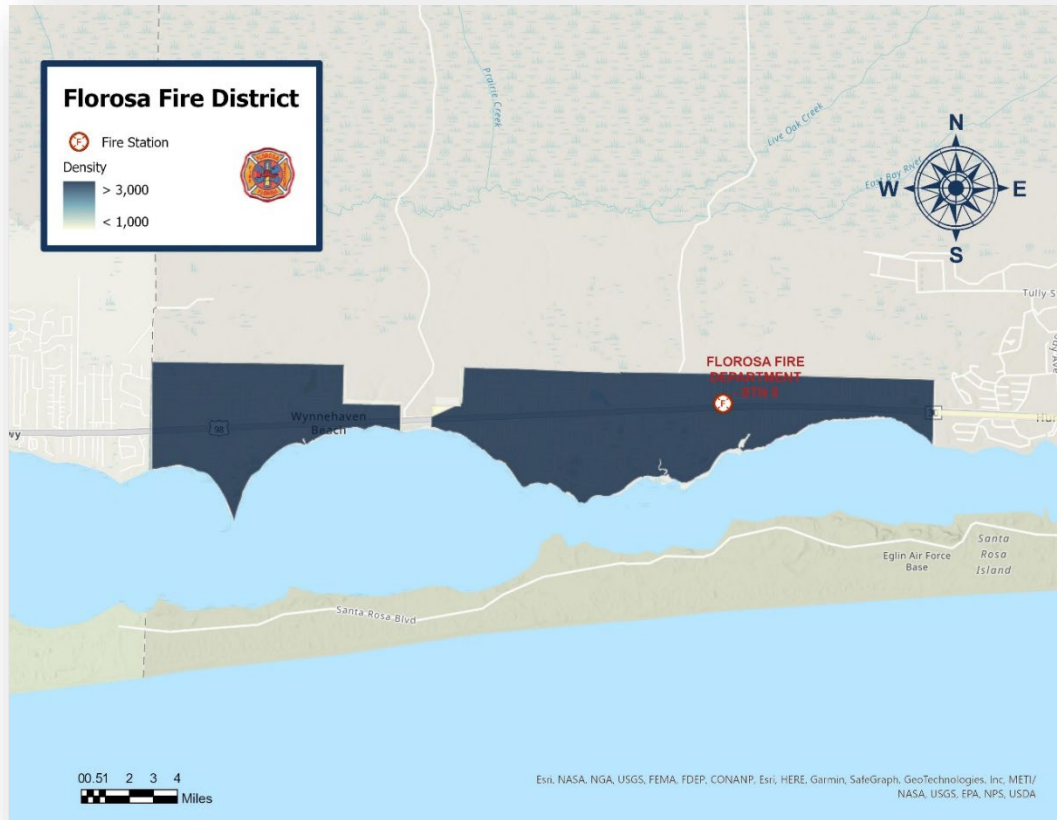 Florosa Fire District
F Fire Station
Density
> 3,000
< 1,000
Prairie Creek
Live Oak Creek
East Bay River
N
W E
S
Tully S
FLOROSA FIRE
DEPARTMENT
F
Wynnehaven
Beach
98
wy
Santa
Rosa
Island
Eglin Air Force
Base
Santa Rosa Blvd
00.51 2 3 4
Miles
Esri, NASA, NGA, USGS, FEMA, FDEP, CONANP, Esri, HERE, Garmin, SafeGraph, GeoTechnologies, Inc, METI/
NASA, USGS, EPA, NPS, USDA